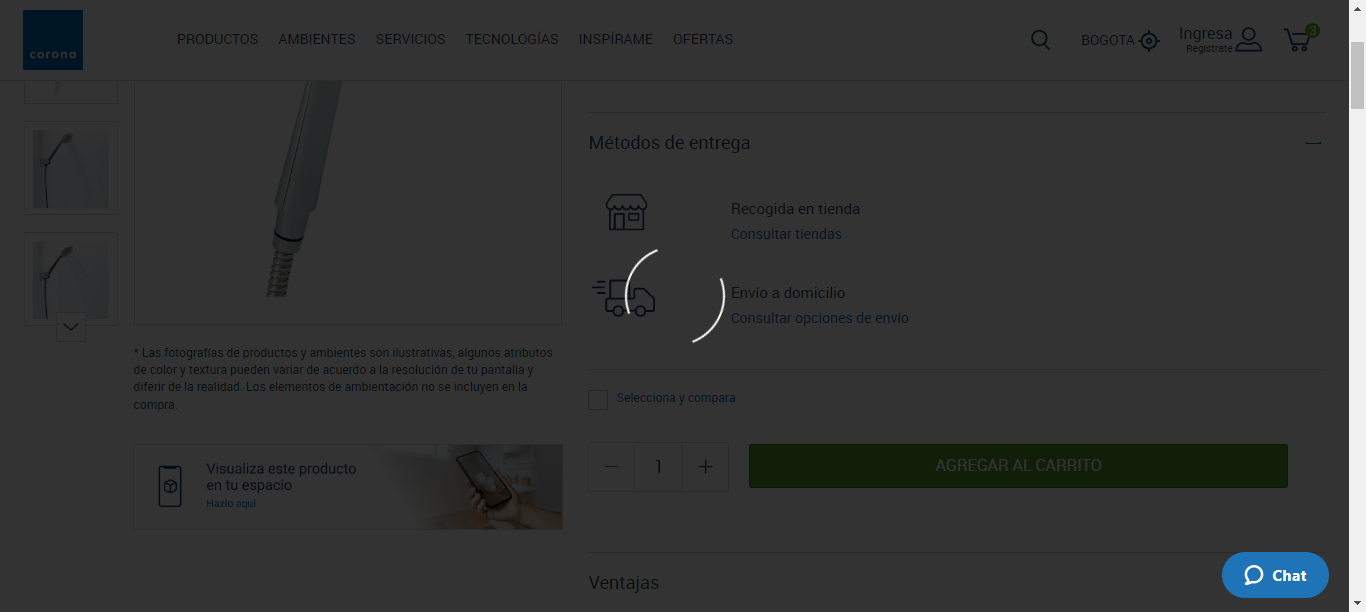 corona
PRODUCTOS AMBIENTES SERVICIOS TECNOLOGÍAS INSPÍRAME OFERTAS
BOGOTA
Ingresa
Regístrate
3
Métodos de entrega
Recogida en tienda
Consultar tiendas
Envío a domicilio
Consultar opciones de envío
* Las fotografías de productos y ambientes son ilustrativas, algunos atributos
de color y textura pueden variar de acuerdo a la resolución de tu pantalla y
diferir de la realidad. Los elementos de ambientación no se incluyen en la
compra.
Selecciona y compara
1
AGREGAR AL CARRITO
Visualiza este producto
en tu espacio
Hazlo aquí
Ventajas
Chat